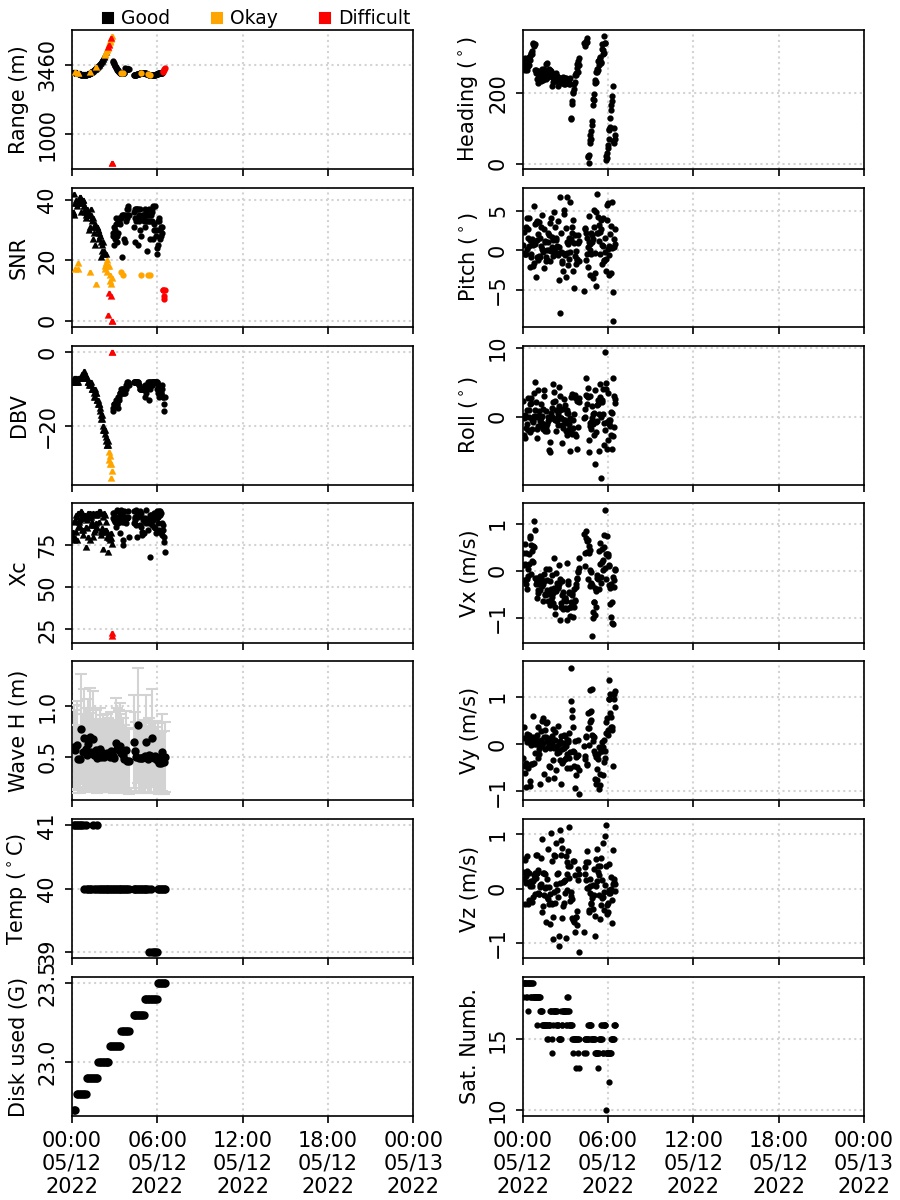 Good Okay Difficult
Range (m)
3460
1000
Heading (°)
200
0
SNR
40
20
0
Pitch (°)
5
0
−5
DBV
0
−20
Roll (°)
10
0
Xc
75
50
25
Vx (m/s)
1
0
−1
Wave H (m)
1.0
0.5
Vy (m/s)
1
0
−1
Temp (°C)
41
40
39
Vz (m/s)
1
0
−1
Disk used (G)
23.5
23.0
Sat. Numb.
15
10
00:00 06:00 12:00 18:00 00:00
05/12 05/12 05/12 05/12 05/13
2022 2022 2022 2022 2022
00:00 06:00 12:00 18:00 00:00
05/12 05/12 05/12 05/12 05/13
2022 2022 2022 2022 2022